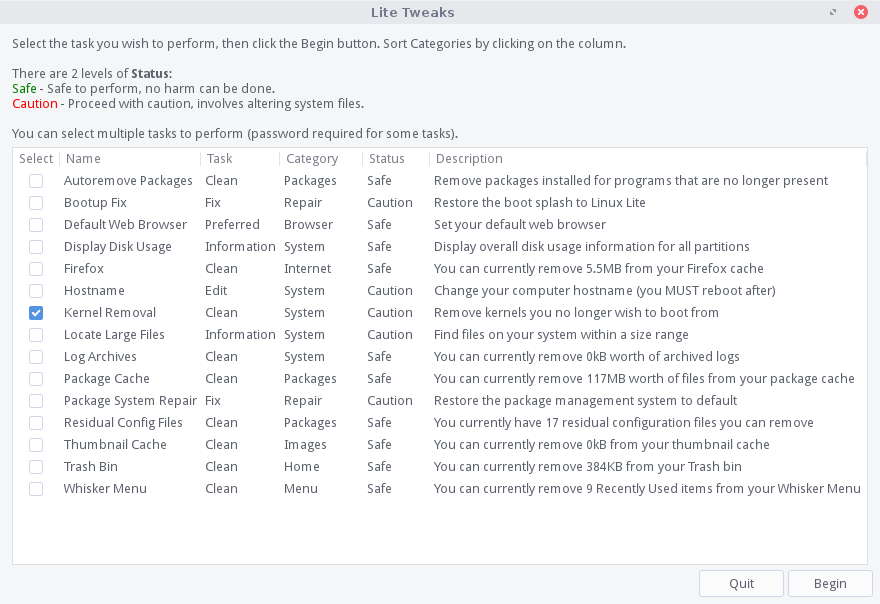 Lite Tweaks
Select the task you wish to perform, then click the Begin button. Sort Categories by clicking on the column.
There are 2 levels of Status:
Safe - Safe to perform, no harm can be done.
Caution - Proceed with caution, involves altering system files.
You can select multiple tasks to perform (password required for some tasks).
Select Name Task Category Status Description
Autoremove Packages Clean Packages Safe Remove packages installed for programs that are no longer present
Bootup Fix Fix Repair Caution Restore the boot splash to Linux Lite
Default Web Browser Preferred Browser Safe Set your default web browser
Display Disk Usage Information System Safe Display overall disk usage information for all partitions
Firefox Clean Internet Safe You can currently remove 5.5MB from your Firefox cache
Hostname Edit System Caution Change your computer hostname (you MUST reboot after)
Kernel Removal Clean System Caution Remove kernels you no longer wish to boot from
Locate Large Files Information System Caution Find files on your system within a size range
Log Archives Clean System Safe You can currently remove 0kB worth of archived logs
Package Cache Clean Packages Safe You can currently remove 117MB worth of files from your package cache
Package System Repair Fix Repair Caution Restore the package management system to default
Residual Config Files Clean Packages Safe You currently have 17 residual configuration files you can remove
Thumbnail Cache Clean Images Safe You can currently remove 0kB from your thumbnail cache
Trash Bin Clean Home Safe You can currently remove 384KB from your Trash bin
Whisker Menu Clean Menu Safe You can currently remove 9 Recently Used items from your Whisker Menu
Quit Begin